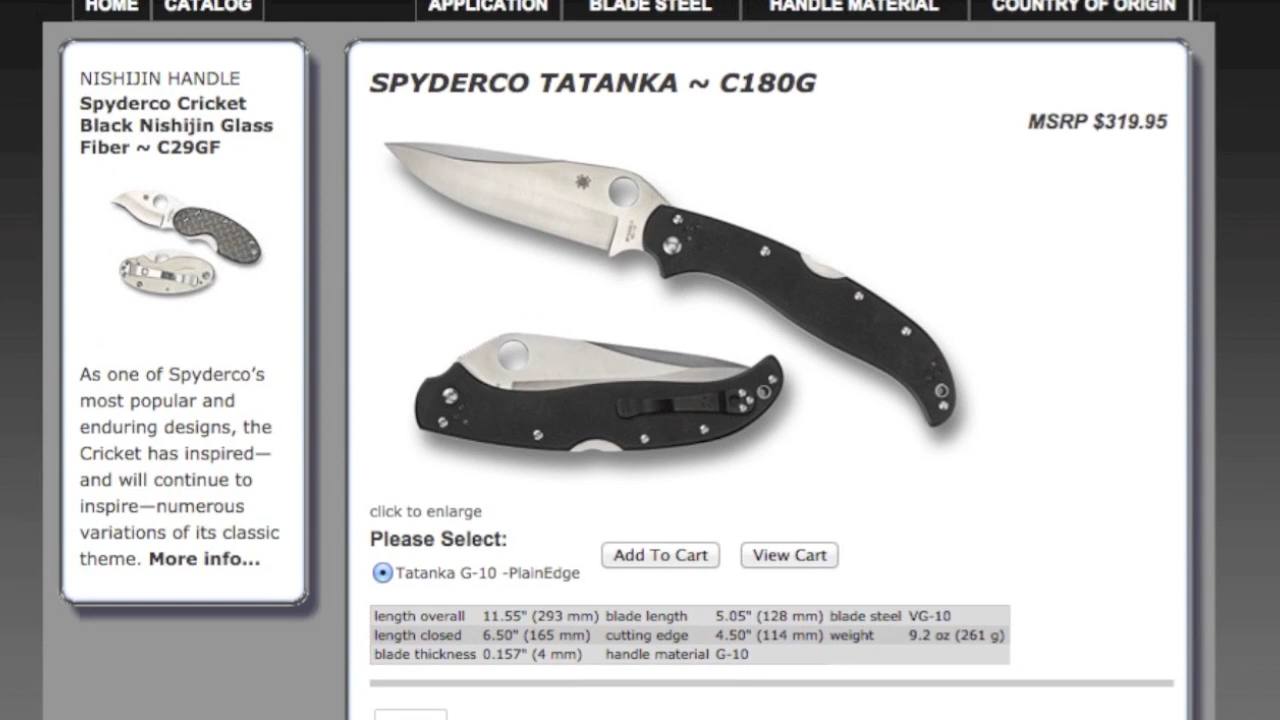 HOME CATALOG APPLICATION BLADE STEEL HANDLE MATERIAL COUNTRY OF ORIGIN
NISHIJIN HANDLE
Spyderco Cricket
Black Nishijin Glass
Fiber ~ C29GF
As one of Spyderco’s
most popular and
enduring designs, the
Cricket has inspired—
and will continue to
inspire—numerous
variations of its classic
theme. More info...
SPYDERCO TATANKA ~ C180G
MSRP $319.95
click to enlarge
Please Select:
Tatanka G-10 -PlainEdge
Add To Cart View Cart
length overall 11.55" (293 mm) blade length 5.05" (128 mm) blade steel VG-10
length closed 6.50" (165 mm) cutting edge 4.50" (114 mm) weight 9.2 oz (261 g)
blade thickness 0.157" (4 mm) handle material G-10